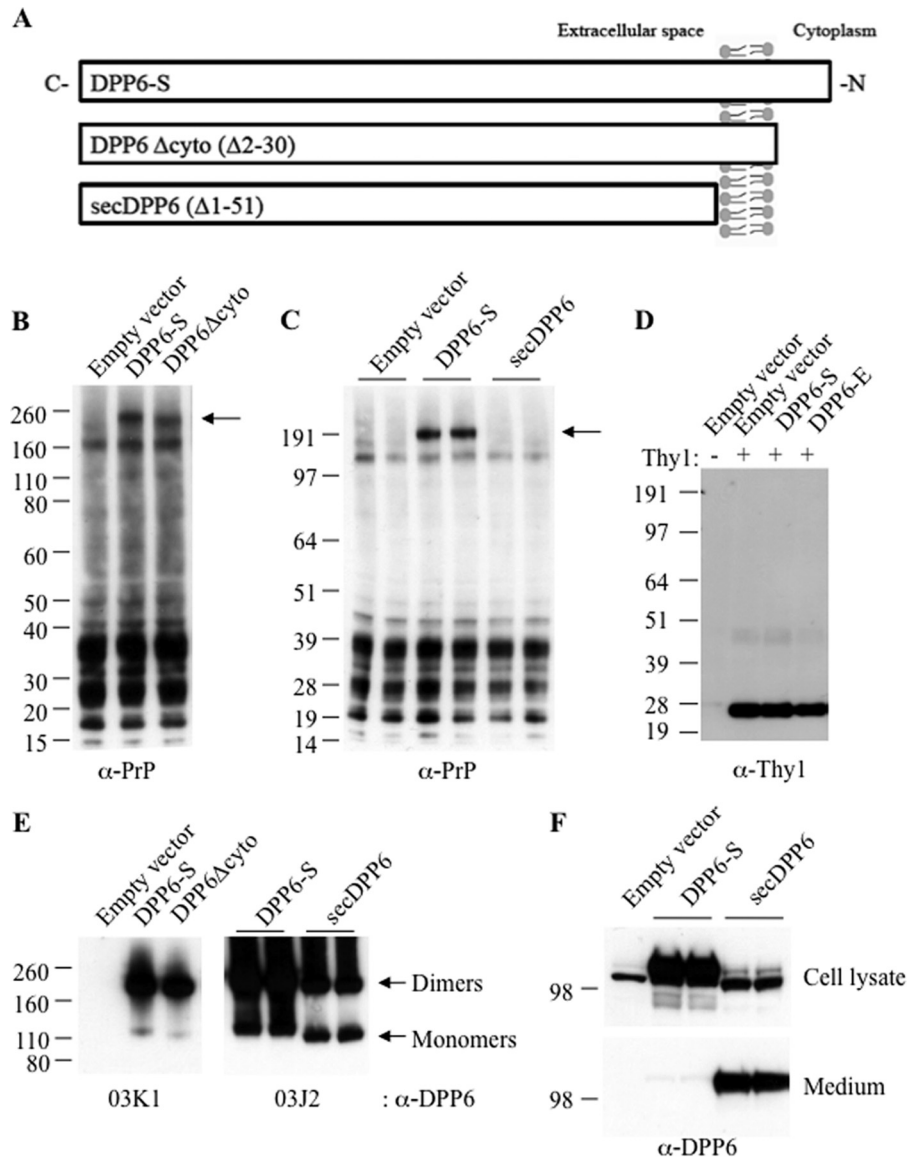 A
Extracellular space
Cytoplasm
C-
DPP6-S
-N
DPP6 Δcyto (Δ2-30)
secDPP6 (Δ1-51)
B
Empty vector
DPP6-S
DPP6Δcyto
260
160
110
80
60
50
40
30
20
15
α-PrP
C
Empty vector
DPP6-S
secDPP6
191
97
64
51
39
28
19
14
α-PrP
D
Empty vector
Empty vector
DPP6-S
DPP6-E
Thy1: - + + +
191
97
64
51
39
28
19
α-Thy1
E
Empty vector
DPP6-S
DPP6Δcyto
DPP6-S
secDPP6
260
160
110
80
Dimers
Monomers
03K1
03J2
: α-DPP6
F
Empty vector
DPP6-S
secDPP6
98
Cell lysate
98
Medium
α-DPP6